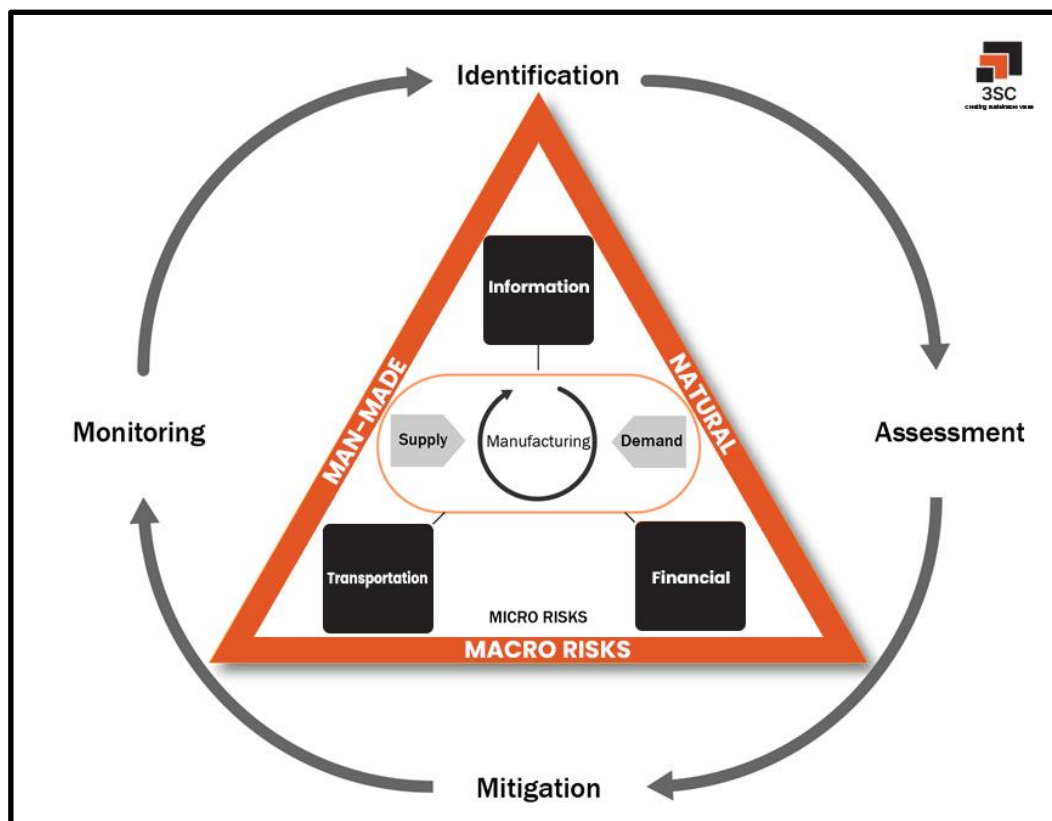 Identification
3SC
Information
MAN-MADE
NATURAL
Supply
Manufacturing
Demand
Monitoring
Assessment
Transportation
Financial
MICRO RISKS
MACRO RISKS
Mitigation